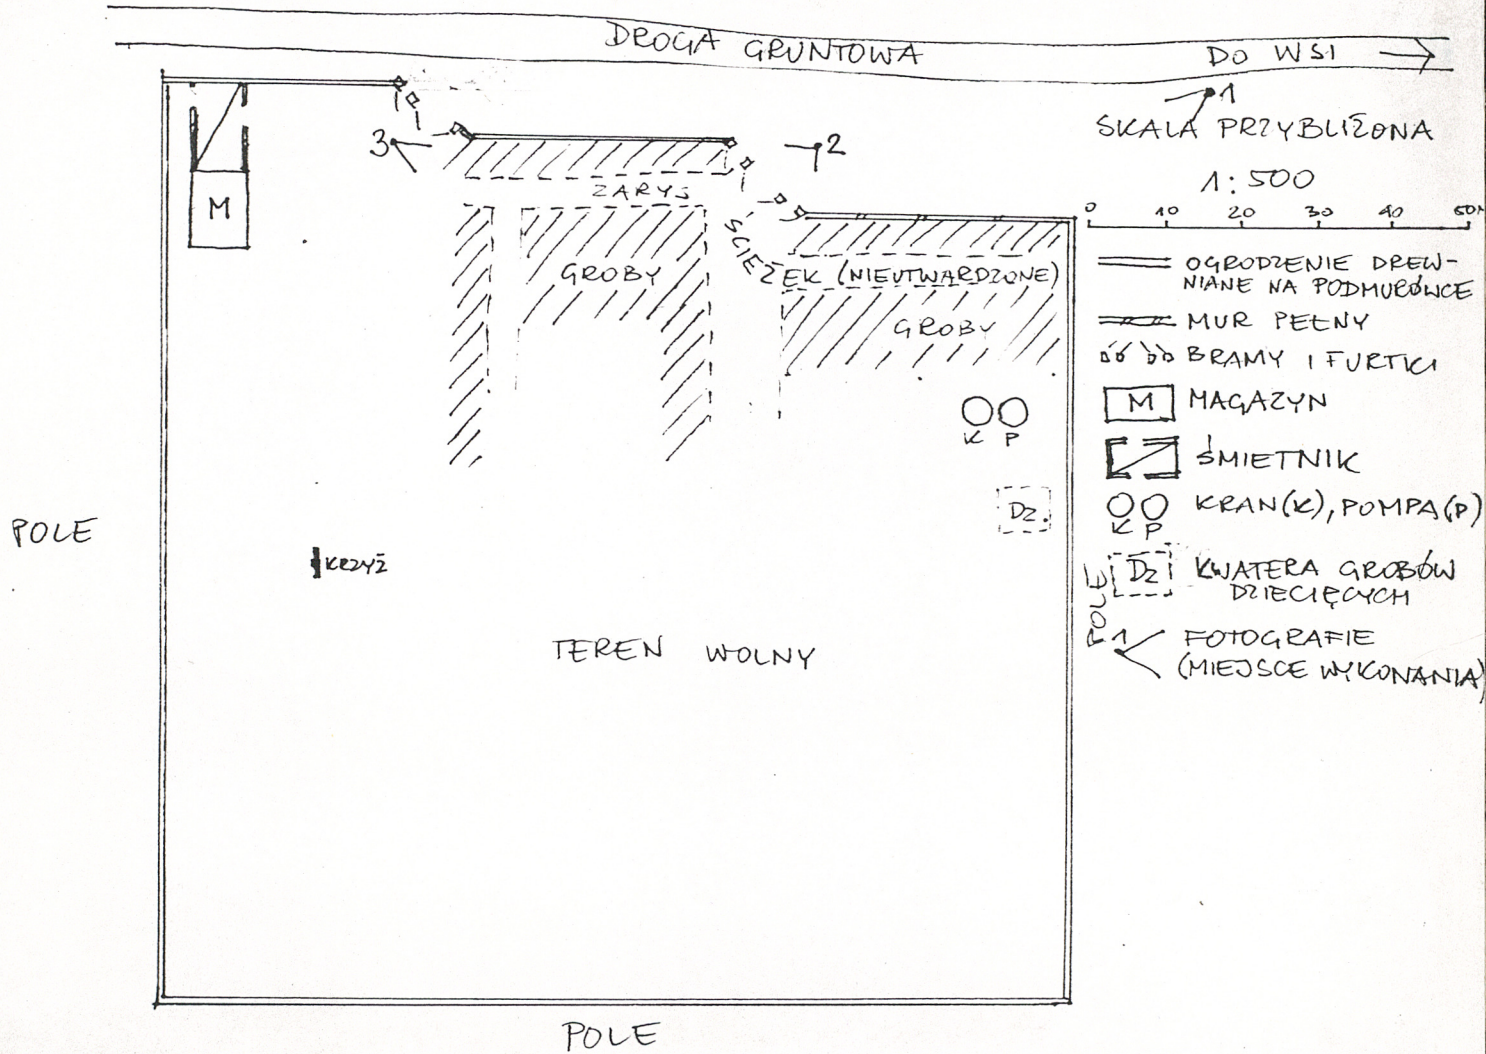 DROGA GRUNTOWA
DO WSI
1
SKALA PRZYBLIŻONA
1:500
0 10 20 30 40 50M
3
2
M
ZARYS
ŚCIEŻEK (NIEUTWARDZONE)
GROBY
GROBY
K P
Dz.
KRZYŻ
TEREN WOLNY
POLE
POLE
POLE
OGRODZENIE DREW-
NIANE NA PODMURÓWCE
MUR PEŁNY
BRAMY I FURTKI
M MAGAZYN
ŚMIETNIK
KRAN(K), POMPA(P)
K P
Dz KWATERA GROBÓW
DZIECIĘCYCH
1 FOTOGRAFIE
(MIEJSCE WYKONANIA)